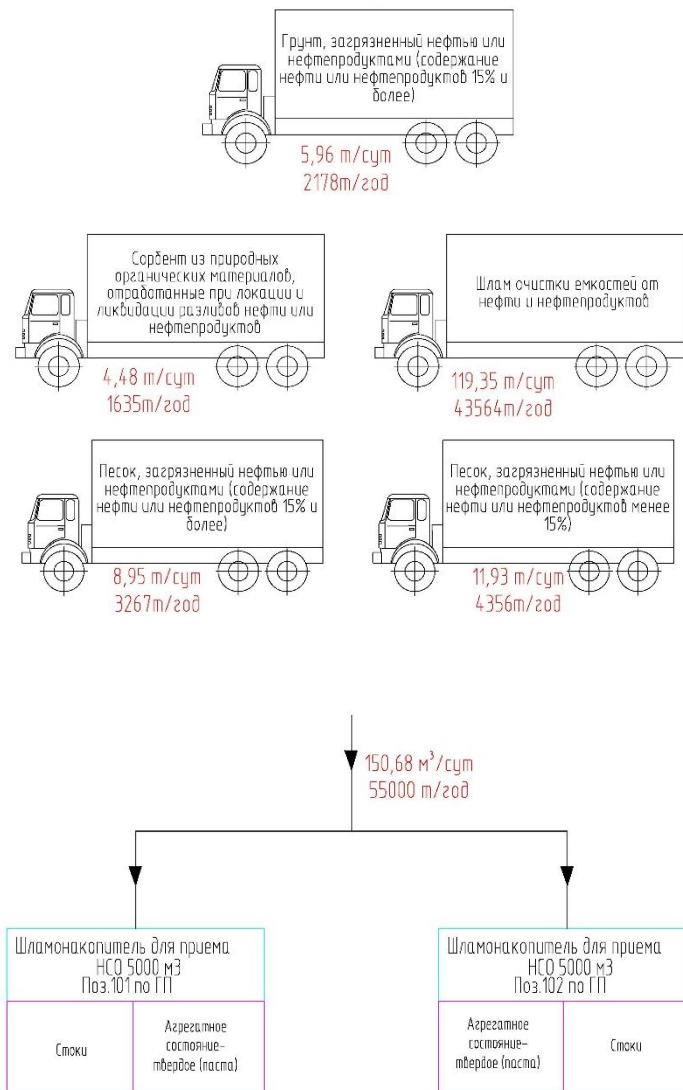 Грунт, загрязненный нефтью или
нефтепродуктами (содержание
нефти или нефтепродуктов 15% и
более)
5,96 т/сут
2178т/год
Сорбент из природных
органических материалов,
отработанные при локации и
ликвидации разливов нефти или
нефтепродуктов
4,48 т/сут
1635т/год
Шлам очистки емкостей от
нефти и нефтепродуктов
119,35 т/сут
43564т/год
Песок, загрязненный нефтью или
нефтепродуктами (содержание
нефти или нефтепродуктов 15% и
более)
8,95 т/сут
3267т/год
Песок, загрязненный нефтью или
нефтепродуктами (содержание
нефти или нефтепродуктов менее
15%)
11,93 т/сут
4356т/год
150,68 м³/сут
55000 т/год
Шламонакопитель для приема
НСО 5000 м3
Поз.101 по ГП
Стоки
Агрегатное
состояние-
твердое (паста)
Шламонакопитель для приема
НСО 5000 м3
Поз.102 по ГП
Агрегатное
состояние-
твердое (паста)
Стоки